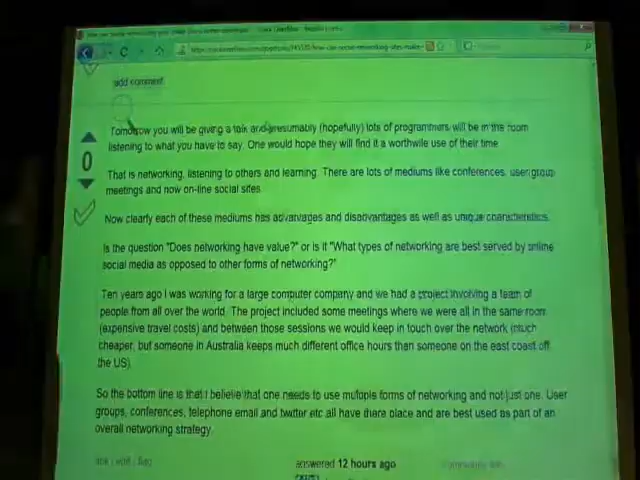 add comment
Tomorrow you will be giving a talk and presumably (hopefully) lots of programmers will be in the room
listening to what you have to say. One would hope they will find it a worthwile use of their time
0
That is networking, listening to others and learning. There are lots of mediums like conferences, user group
meetings and now on-line social sites.
Now clearly each of these mediums has advantages and disadvantages as well as unique characteristics.
Is the question "Does networking have value?" or is it "What types of networking are best served by online
social media as opposed to other forms of networking?"
Ten years ago I was working for a large computer company and we had a project involving a team of
people from all over the world. The project included some meetings where we were all in the same room
(expensive travel costs) and between those sessions we would keep in touch over the network (much
cheaper, but someone in Australia keeps much different office hours than someone on the east coast off
the US)
So the bottom line is that I believe that one needs to use multiple forms of networking and not just one. User
groups, conferences, telephone email and twitter etc all have there place and are best used as part of an
overall networking strategy.
link | edit | flag
answered 12 hours ago
community wiki